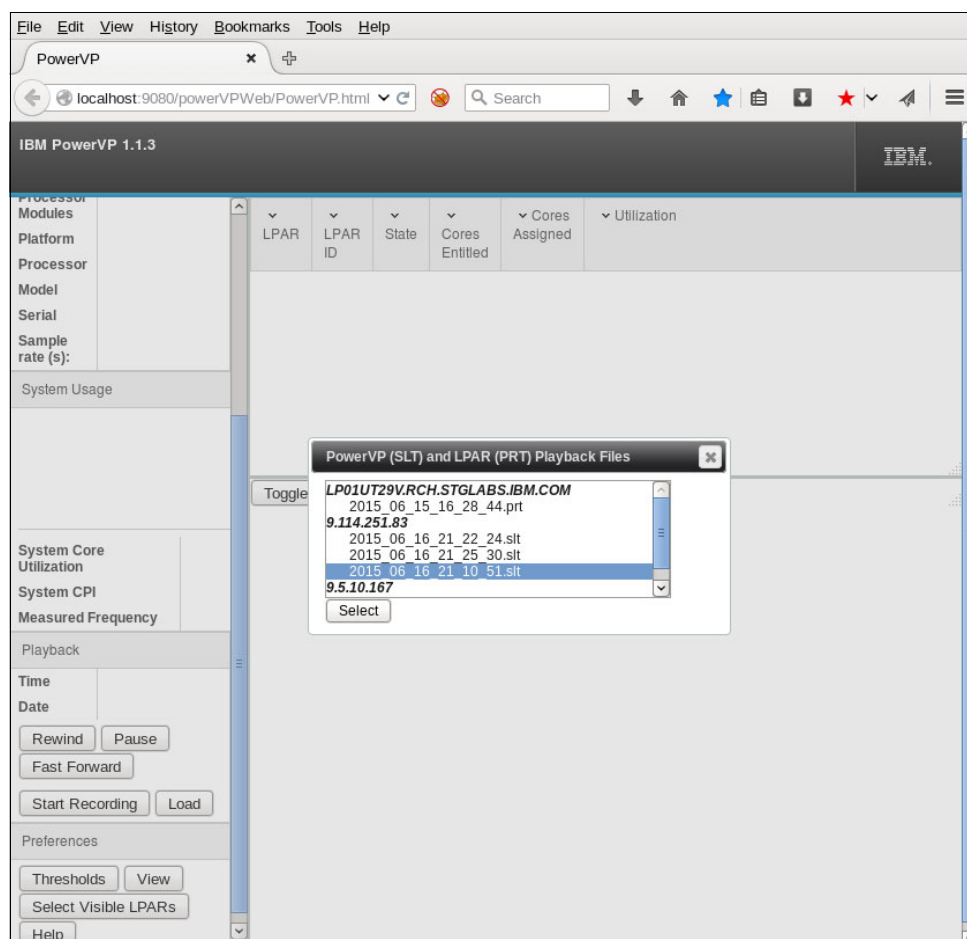 File Edit View History Bookmarks Tools Help
PowerVP
localhost:9080/powerVPWeb/PowerVP.html
Search
IBM PowerVP 1.1.3
IBM.
Processor
Modules
Platform
Processor
Model
Serial
Sample
rate (s):
System Usage
LPAR
LPAR
ID
State
Cores
Entitled
Cores
Assigned
Utilization
PowerVP (SLT) and LPAR (PRT) Playback Files
Toggle
LP01UT29V.RCH.STGLABS.IBM.COM
2015_06_15_16_28_44.prt
9.114.251.83
2015_06_16_21_22_24.slt
2015_06_16_21_25_30.slt
2015_06_16_21_10_51.slt
9.5.10.167
Select
System Core
Utilization
System CPI
Measured Frequency
Playback
Time
Date
Rewind Pause
Fast Forward
Start Recording Load
Preferences
Thresholds View
Select Visible LPARs
Help